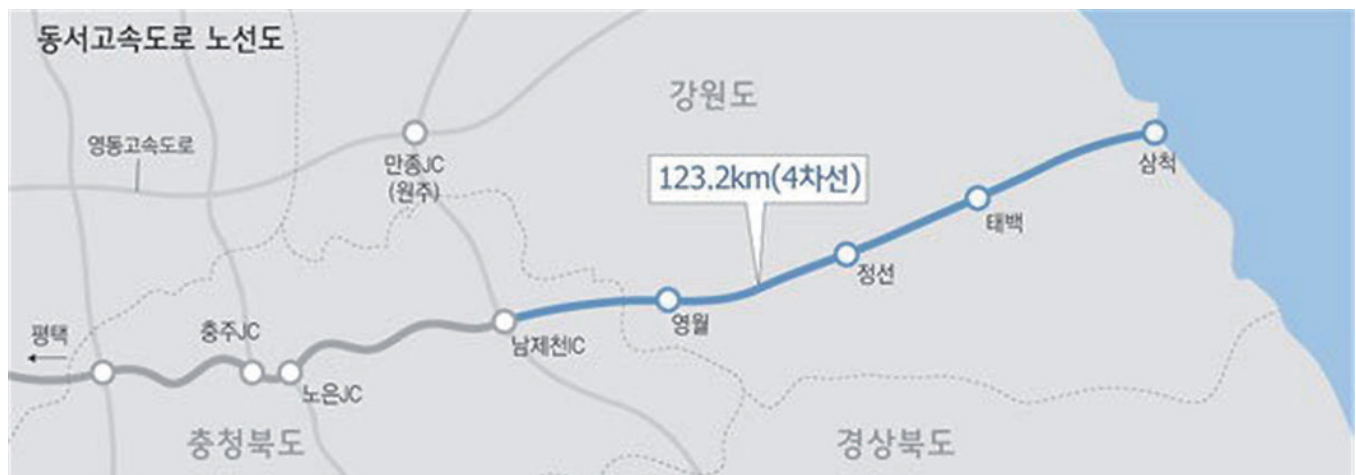 동서고속도로 노선도
강원도
영동고속도로
만종JC
(원주)
123.2km(4차선)
삼척
태백
정선
영월
남제천IC
평택
충주JC
노은JC
충청북도
경상북도